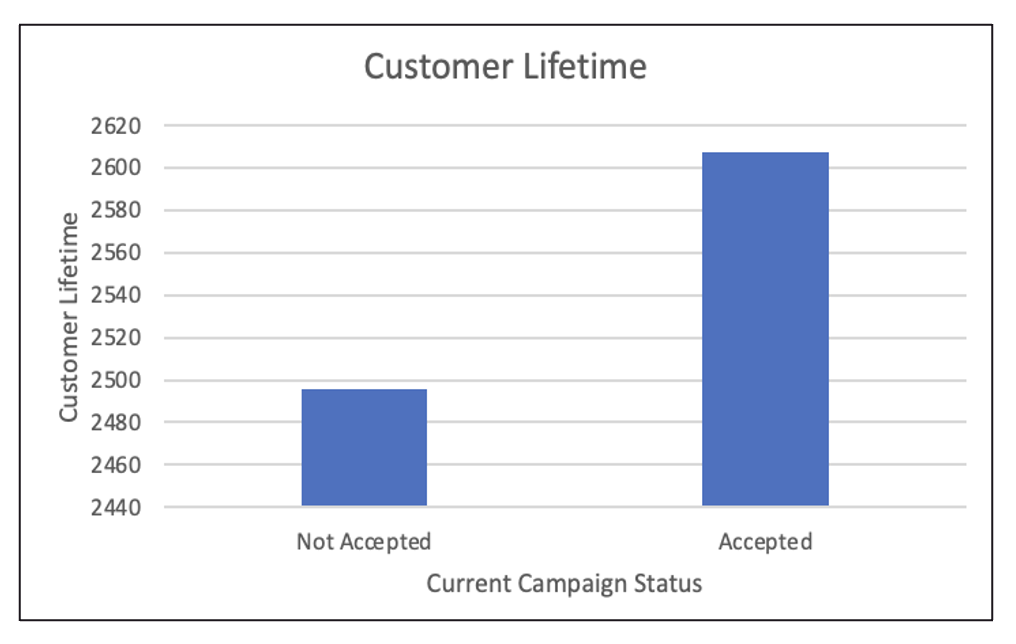 Customer Lifetime
Customer Lifetime
2620
2600
2580
2560
2540
2520
2500
2480
2460
2440
Not Accepted
Accepted
Current Campaign Status